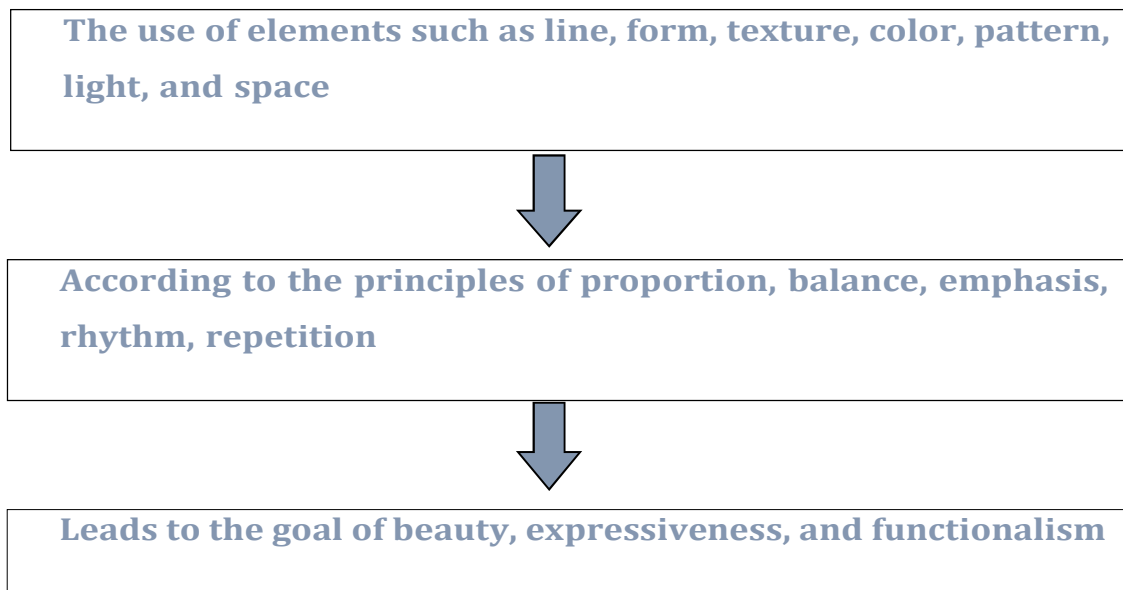 The use of elements such as line, form, texture, color, pattern,
light, and space
According to the principles of proportion, balance, emphasis,
rhythm, repetition
Leads to the goal of beauty, expressiveness, and functionalism